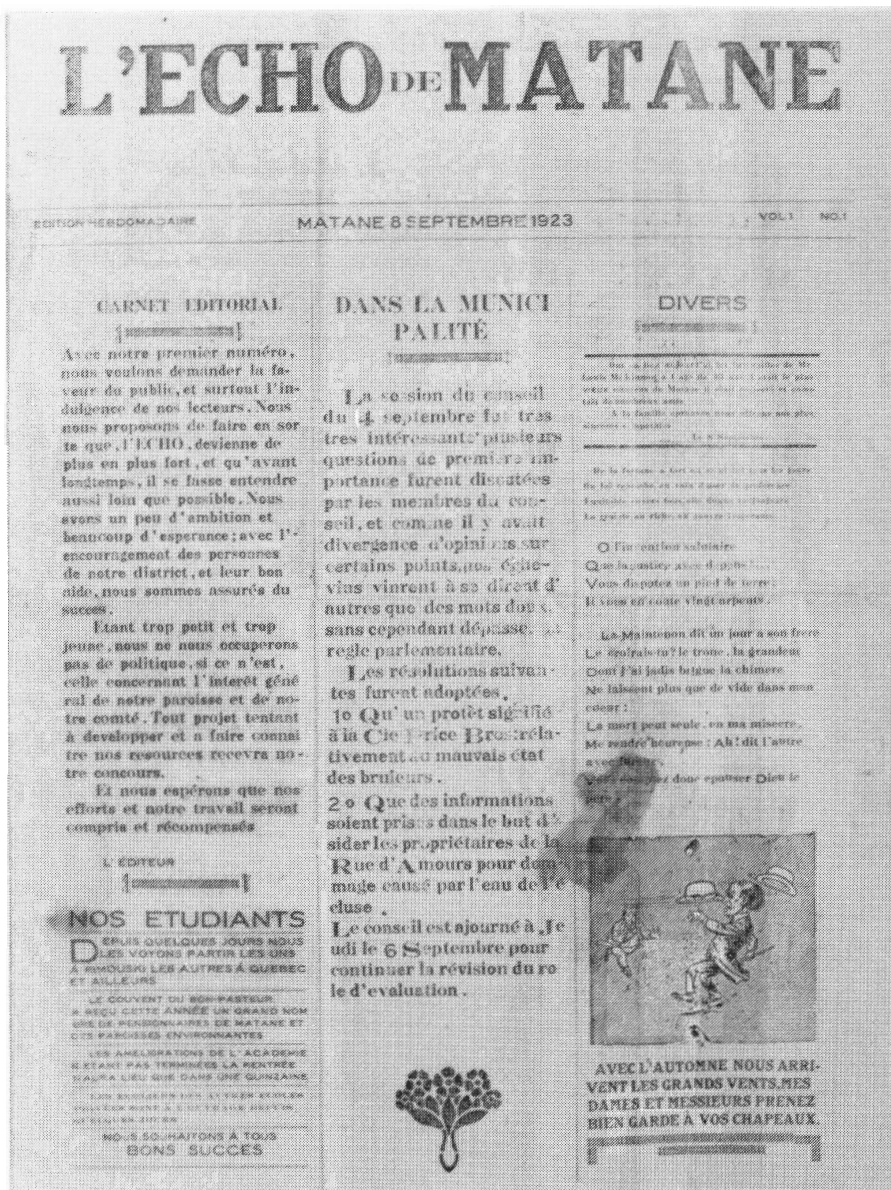 L'ECHO DE MATANE
EDITION HEBDOMADAIRE
MATANE 8 SEPTEMBRE 1923
VOL 1 NO.1
CARNET EDITORIAL
Avec notre premier numéro,
nous voulons demander la fa-
veur du public,et surtout l'in-
dulgence de nos lecteurs.Nous
nous proposons de faire en sor
te que,l'ECHO,devienne de
plus en plus fort,et qu'avant
longtemps,il se fasse entendre
aussi loin que possible.Nous
avons un peu d'ambition et
beaucoup d'esperance;avec l'-
encouragement des personnes
de notre district,et leur bon
aide,nous sommes assurés du
succes.
Etant trop petit et trop
jeune,nous ne nous occuperons
pas de politique,si ce n'est,
celle concernant l'interét géné
ral de notre paroisse et de no-
tre comté.Tout projet tentant
à developper et a faire connai
tre nos resources recevra no-
tre concours.
Et nous espérons que nos
efforts et notre travail seront
compris et récompensés
L'EDITEUR
NOS ETUDIANTS
DEPUIS QUELQUES JOURS NOUS
LES VOYONS PARTIR LES UNS
A RIMOUSKI LES AUTRES A QUEBEC
ET AILLEURS
LE COUVENT DU BON-PASTEUR
A REÇU CETTE ANNÉE UN GRAND NOM
BRE DE PENSIONNAIRES DE MATANE ET
DES PAROISSES ENVIRONNANTES
LES AMELIORATIONS DE L'ACADEMIE
N ETANT PAS TERMINÉES LA RENTRÉE
N'AURA LIEU QUE DANS UNE QUINZAINE
NOUS SOUHAITONS À TOUS
BONS SUCCES
DANS LA MUNICI
PALITÉ
La session du conseil
du 4 septembre fut tres
tres intéressante plusieurs
questions de premiere im-
portance furent discutées
par les membres du con-
seil,et comme il y avait
divergence d'opinions sur
certains points,nos éche-
vins vinrent à se dirent d'
autres que des mots doux
sans cependant dépasser la
regle parlementaire.
Les résolutions suivan-
tes furent adoptées.
1o Qu'un protèt signifié
à la Cie Price Bros rela-
tivement au mauvais état
des bruleurs.
2o Que des informations
soient prises dans le but d'
sider les propriétaires de la
Rue d'Amours pour dom
mage causé par l'eau de l'é
cluse.
Le conseil est ajourné à Je
udi le 6 Septembre pour
continuer la révision du ro
le d'evaluation.
DIVERS
O l'invention salutaire
Que la justice avec
Vous disputez un pied de terre;
Il vous en coute vingt arpents.
La Maintenon dit un jour a son frere
Le croirais-tu? le trone,la grandeur
Dont j'ai jadis brigue la chimere
Ne laissent plus que de vide dans mon
coeur:
La mort peut seule,en ma misere,
Me rendre heureuse:Ah! dit l'autre
donc epouser Dieu le
AVEC L'AUTOMNE NOUS ARRI-
VENT LES GRANDS VENTS,MES
DAMES ET MESSIEURS PRENEZ
BIEN GARDE À VOS CHAPEAUX.